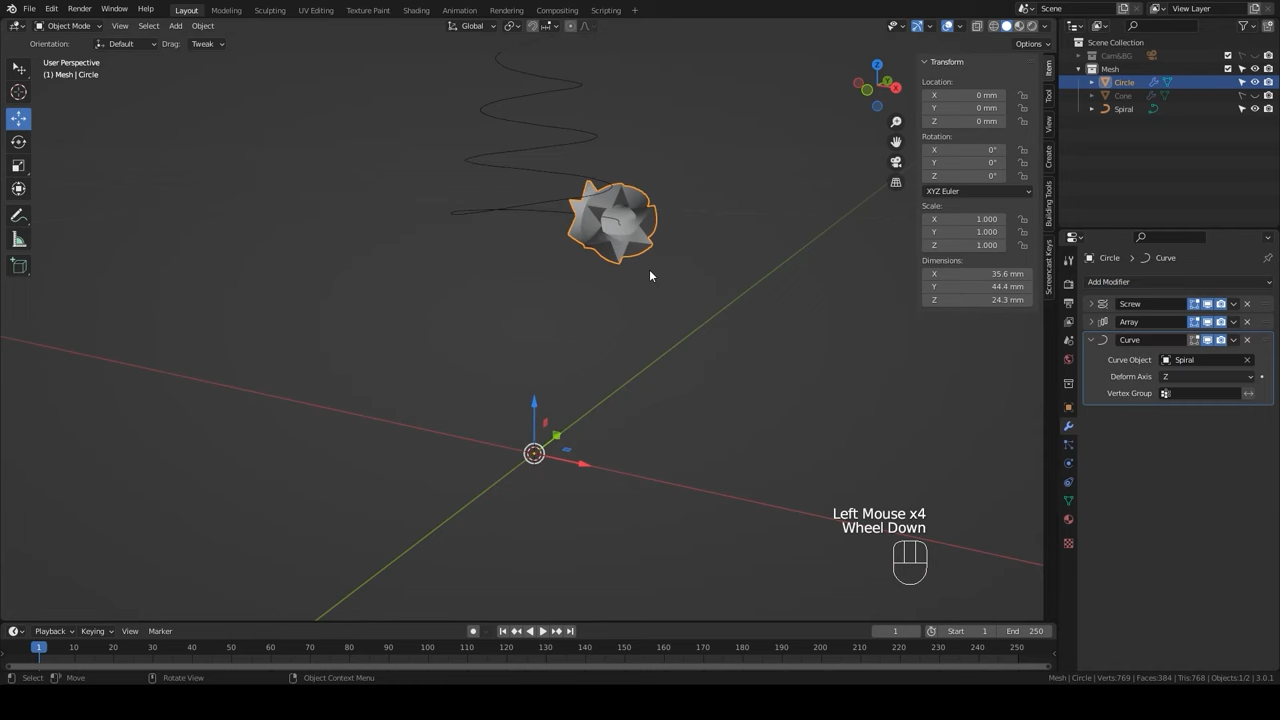 File Edit Render Window Help Layout Modeling Sculpting UV Editing Texture Paint Shading Animation Rendering Compositing Scripting + Scene View Layer
Object Mode View Select Add Object Global
Orientation: Default Drag: Tweak Options
User Perspective
(1) Mesh | Circle
Z
Y
X
Transform
Location:
X 0 mm
Y 0 mm
Z 0 mm
Rotation:
X 0°
Y 0°
Z 0°
XYZ Euler
Scale:
X 1.000
Y 1.000
Z 1.000
Dimensions:
X 35.6 mm
Y 44.4 mm
Z 24.3 mm
Item
Tool
View
Create
Building Tools
Screencast Keys
Scene Collection
Cam&BG
Mesh
Circle
Cone
Spiral
Circle Curve
Add Modifier
Screw
Array
Curve
Curve Object Spiral
Deform Axis Z
Vertex Group
Left Mouse x4
Wheel Down
Playback Keying View Marker 1 Start 1 End 250
1 10 20 30 40 50 60 70 80 90 100 110 120 130 140 150 160 170 180 190 200 210 220 230 240 250
Select Move Rotate View Object Context Menu Mesh | Circle | Verts:769 | Faces:384 | Tris:768 | Objects:1/2 | 3.0.1